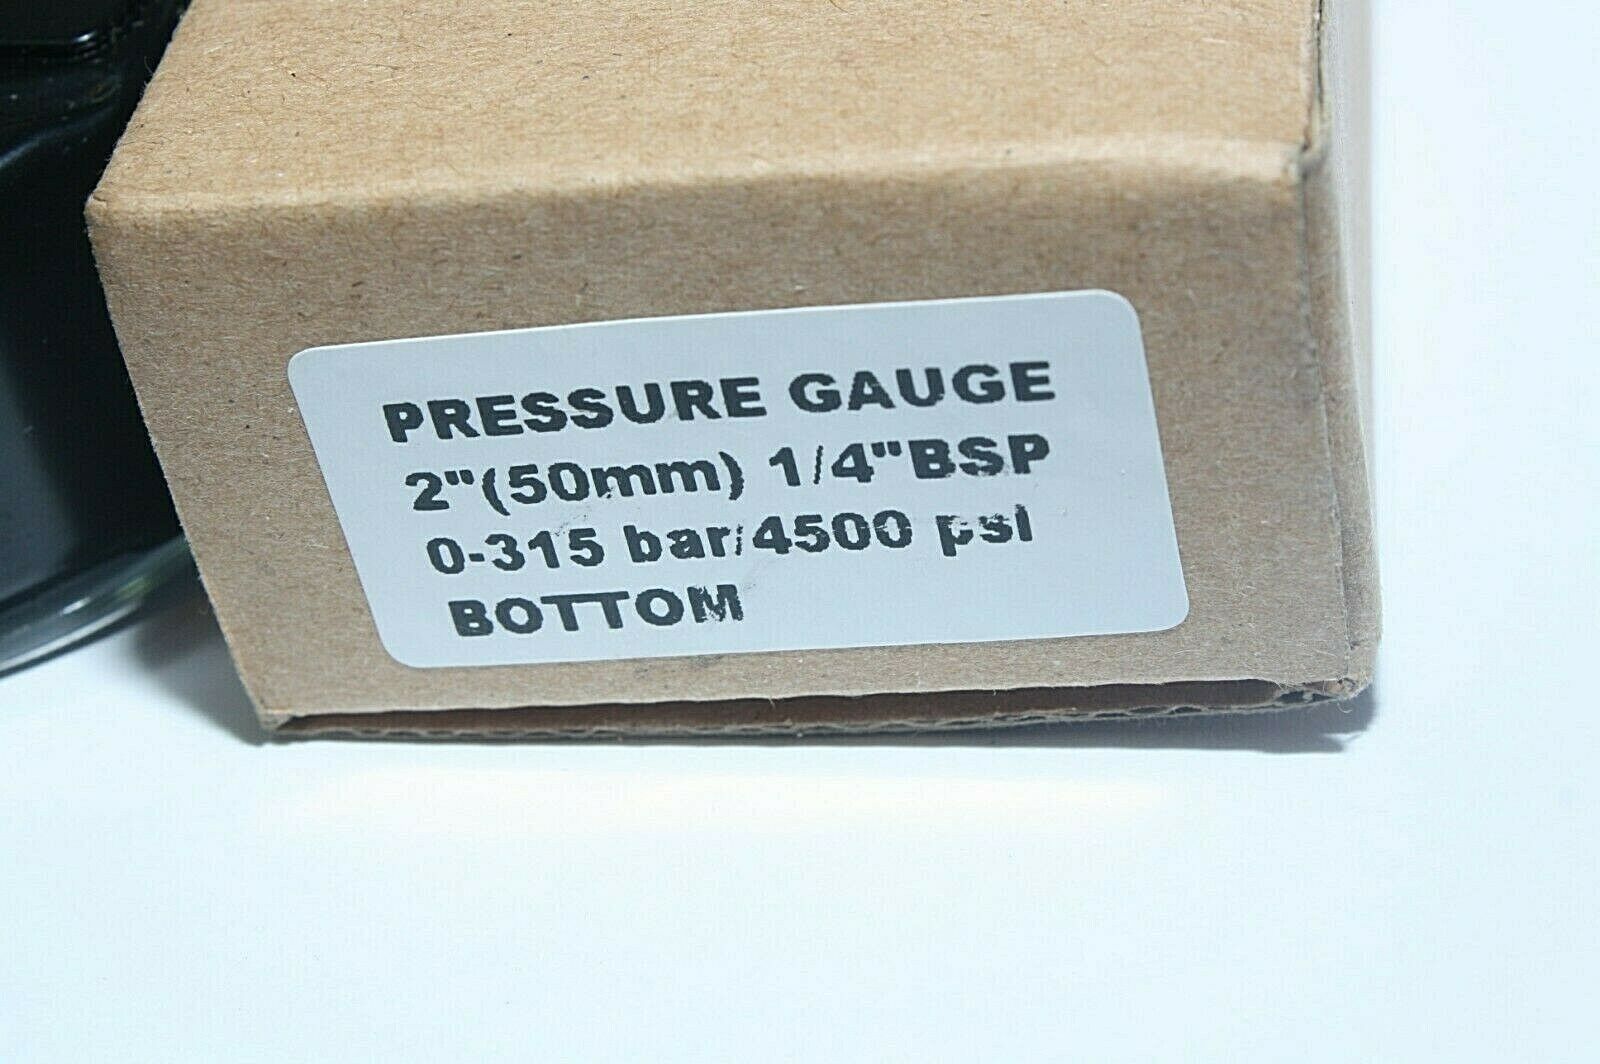 PRESSURE GAUGE
2"(50mm) 1/4"BSP
0-315 bar/4500 psi
BOTTOM